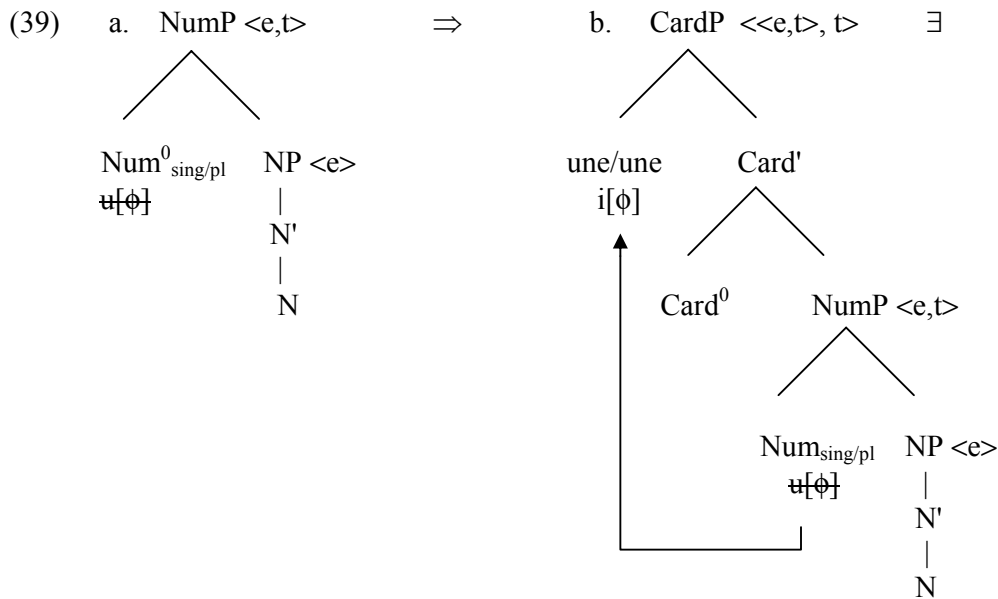 (39) a. NumP <e,t> ⇒ b. CardP <<e,t>, t> ∃
Num⁰sing/pl NP <e> une/une Card'
u[ϕ] i[ϕ]
N'
N Card⁰ NumP <e,t>
Numsing/pl NP <e>
u[ϕ]
N'
N